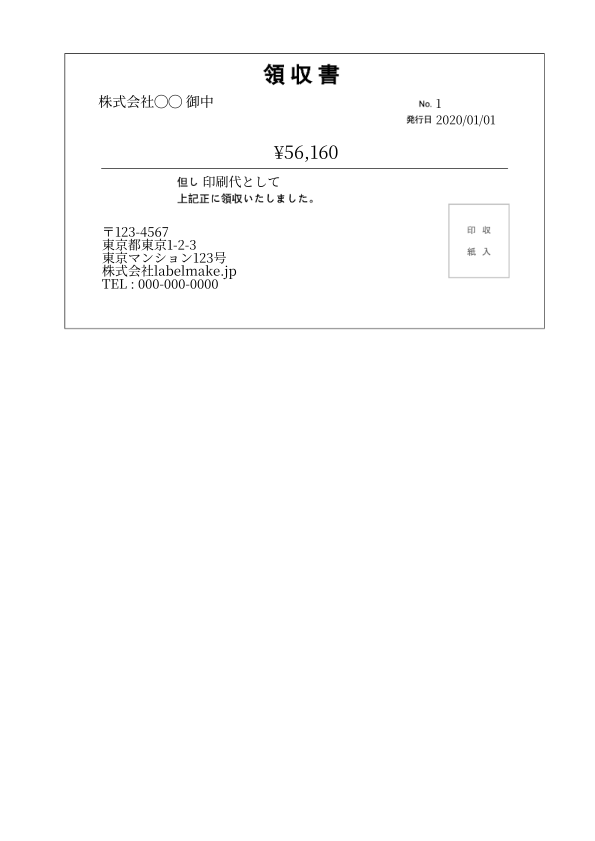 領収書
株式会社〇〇 御中
No. 1
発行日 2020/01/01
¥56,160
但し 印刷代として
上記正に領収いたしました。
印 収
紙 入
〒123-4567
東京都東京1-2-3
東京マンション123号
株式会社labelmake.jp
TEL : 000-000-0000